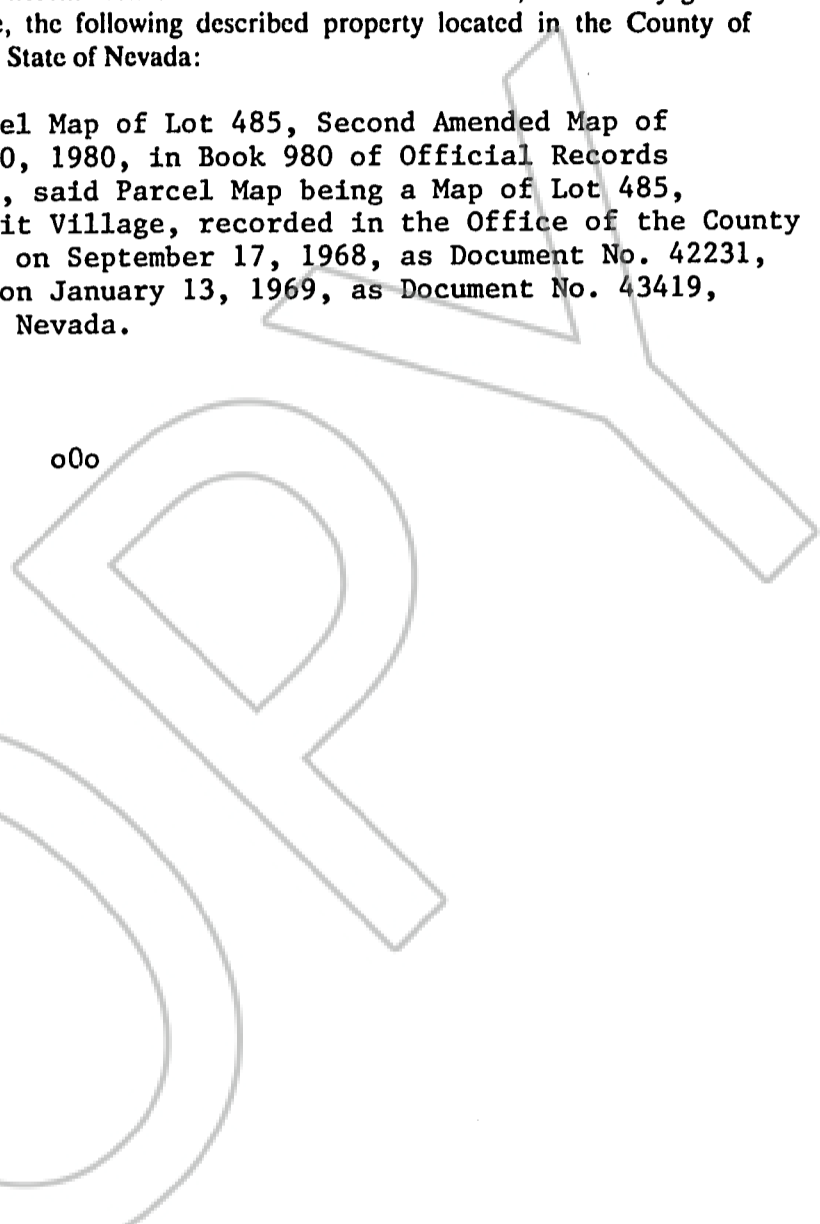 e, the following described property located in the County of
State of Nevada:
el Map of Lot 485, Second Amended Map of
0, 1980, in Book 980 of Official Records
, said Parcel Map being a Map of Lot 485,
it Village, recorded in the Office of the County
on September 17, 1968, as Document No. 42231,
on January 13, 1969, as Document No. 43419,
Nevada.
o0o
OPY